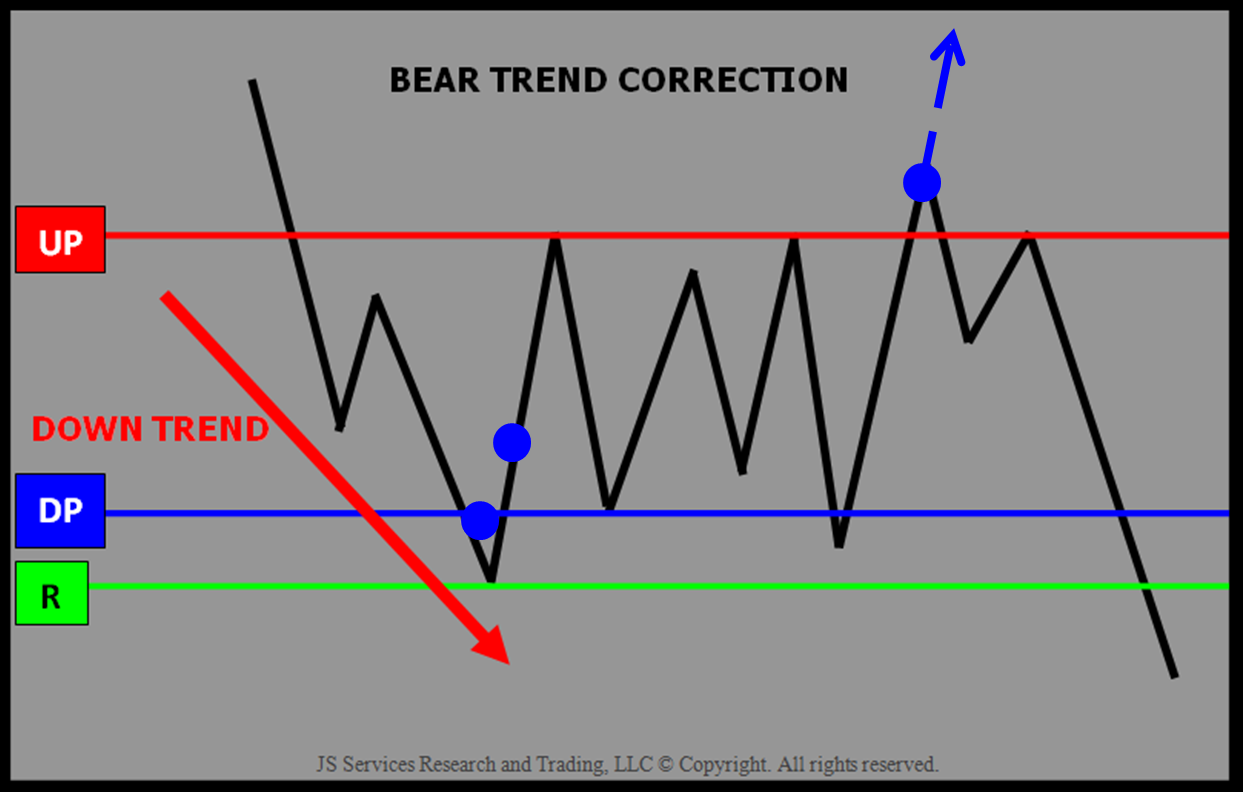 BEAR TREND CORRECTION
UP
DOWN TREND
DP
R
JS Services Research and Trading, LLC © Copyright. All rights reserved.